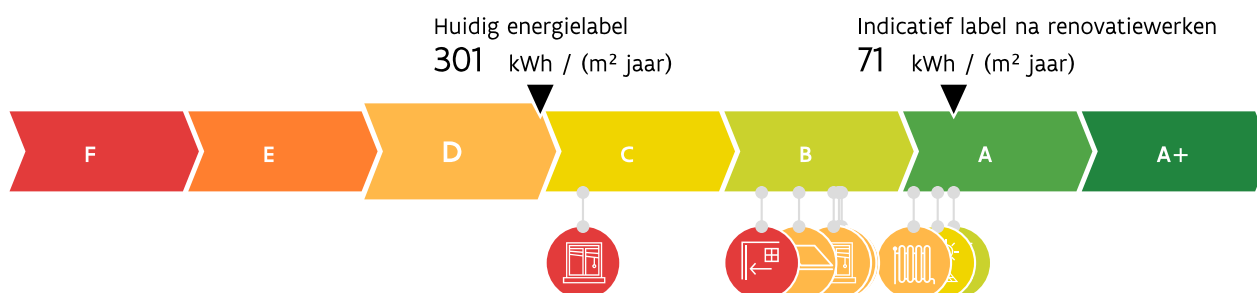 Huidig energielabel
301 kWh / (m² jaar)
Indicatief label na renovatiewerken
71 kWh / (m² jaar)
F
E
D
C
B
A
A+